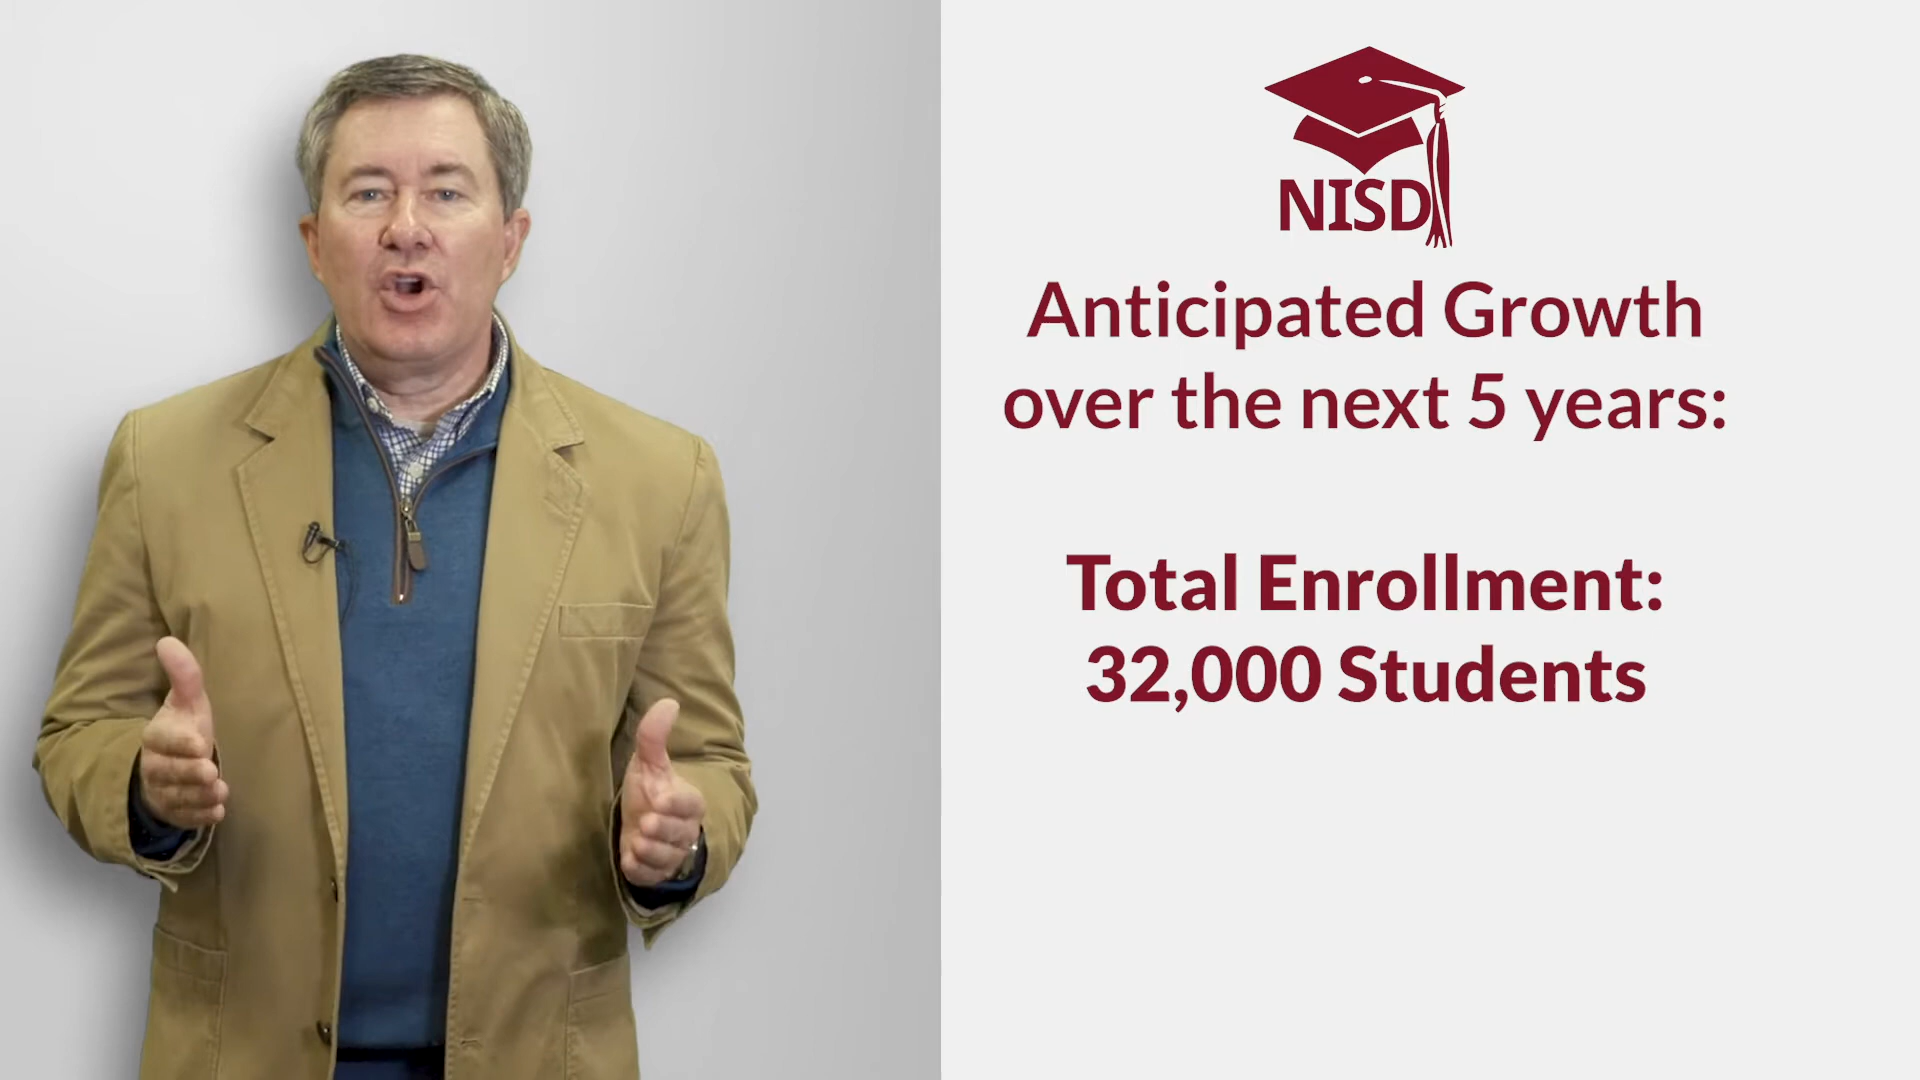 NISD
Anticipated Growth
over the next 5 years:
Total Enrollment:
32,000 Students